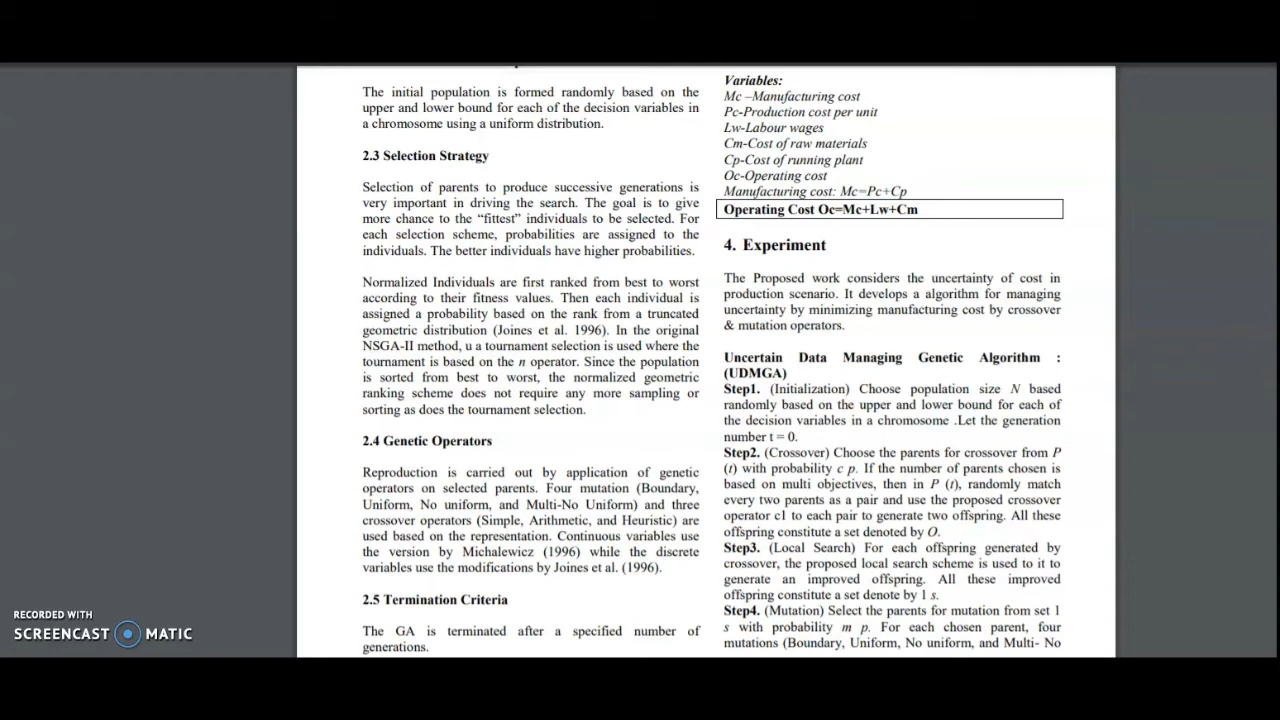 The initial population is formed randomly based on the
upper and lower bound for each of the decision variables in
a chromosome using a uniform distribution.
2.3 Selection Strategy
Selection of parents to produce successive generations is
very important in driving the search. The goal is to give
more chance to the “fittest” individuals to be selected. For
each selection scheme, probabilities are assigned to the
individuals. The better individuals have higher probabilities.
Normalized Individuals are first ranked from best to worst
according to their fitness values. Then each individual is
assigned a probability based on the rank from a truncated
geometric distribution (Joines et al. 1996). In the original
NSGA-II method, u a tournament selection is used where the
tournament is based on the n operator. Since the population
is sorted from best to worst, the normalized geometric
ranking scheme does not require any more sampling or
sorting as does the tournament selection.
2.4 Genetic Operators
Reproduction is carried out by application of genetic
operators on selected parents. Four mutation (Boundary,
Uniform, No uniform, and Multi-No Uniform) and three
crossover operators (Simple, Arithmetic, and Heuristic) are
used based on the representation. Continuous variables use
the version by Michalewicz (1996) while the discrete
variables use the modifications by Joines et al. (1996).
2.5 Termination Criteria
The GA is terminated after a specified number of
generations.
Variables:
Mc –Manufacturing cost
Pc-Production cost per unit
Lw-Labour wages
Cm-Cost of raw materials
Cp-Cost of running plant
Oc-Operating cost
Manufacturing cost: Mc=Pc+Cp
Operating Cost Oc=Mc+Lw+Cm
4. Experiment
The Proposed work considers the uncertainty of cost in
production scenario. It develops a algorithm for managing
uncertainty by minimizing manufacturing cost by crossover
& mutation operators.
Uncertain Data Managing Genetic Algorithm :
(UDMGA)
Step1. (Initialization) Choose population size N based
randomly based on the upper and lower bound for each of
the decision variables in a chromosome .Let the generation
number t = 0.
Step2. (Crossover) Choose the parents for crossover from P
(t) with probability c p. If the number of parents chosen is
based on multi objectives, then in P (t), randomly match
every two parents as a pair and use the proposed crossover
operator c1 to each pair to generate two offspring. All these
offspring constitute a set denoted by O.
Step3. (Local Search) For each offspring generated by
crossover, the proposed local search scheme is used to it to
generate an improved offspring. All these improved
offspring constitute a set denote by 1 s.
Step4. (Mutation) Select the parents for mutation from set 1
s with probability m p. For each chosen parent, four
mutations (Boundary, Uniform, No uniform, and Multi- No
RECORDED WITH
SCREENCAST MATIC